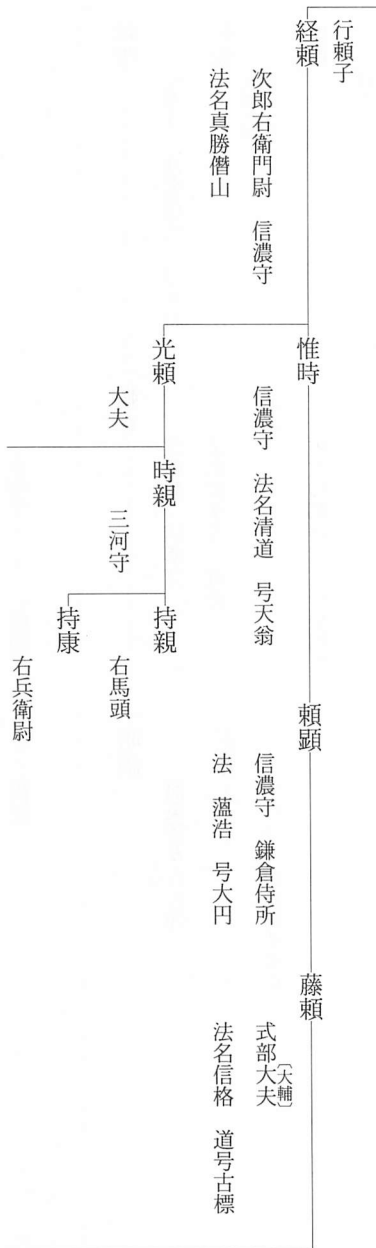 行頼子
経頼
次郎右衛門尉　信濃守
法名真勝僭山
惟時
信濃守　法名清道　号天翁
頼顕
信濃守　鎌倉侍所
法　薀浩　号大円
藤頼
式部大夫〔大輔〕
法名信格　道号古標
光頼
大夫
時親
三河守
持親
右馬頭
持康
右兵衛尉